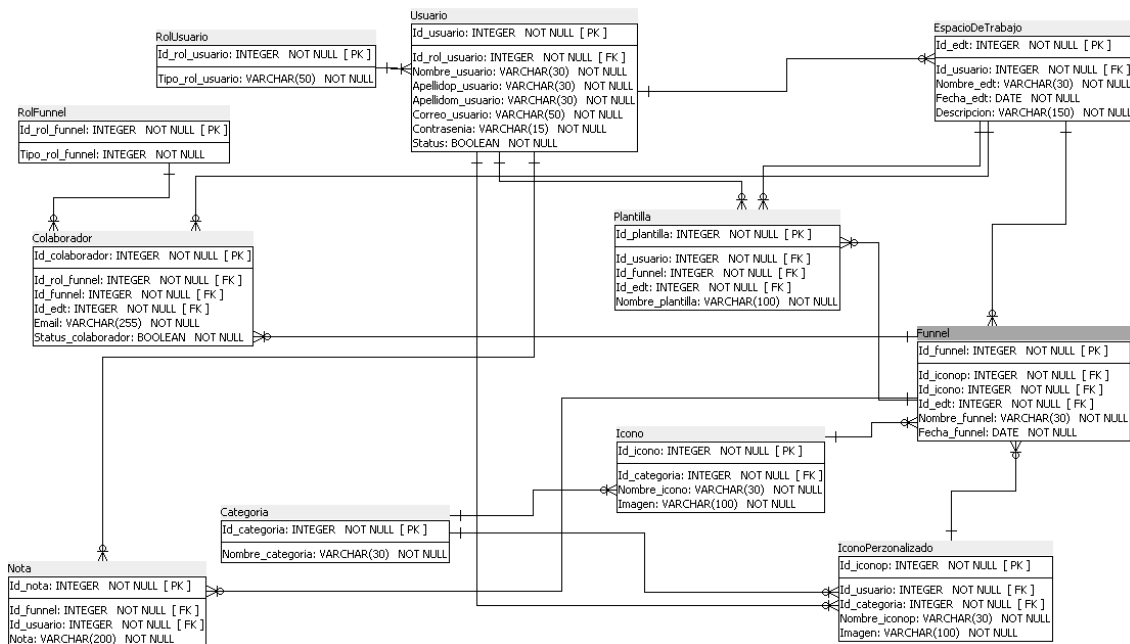 Usuario
Id_usuario: INTEGER NOT NULL [ PK ]
Id_rol_usuario: INTEGER NOT NULL [ FK ]
Nombre_usuario: VARCHAR(30) NOT NULL
Apellidop_usuario: VARCHAR(30) NOT NULL
Apellidom_usuario: VARCHAR(30) NOT NULL
Correo_usuario: VARCHAR(50) NOT NULL
Contrasenia: VARCHAR(15) NOT NULL
Status: BOOLEAN NOT NULL
EspacioDeTrabajo
Id_edt: INTEGER NOT NULL [ PK ]
Id_usuario: INTEGER NOT NULL [ FK ]
Nombre_edt: VARCHAR(30) NOT NULL
Fecha_edt: DATE NOT NULL
Descripcion: VARCHAR(150) NOT NULL
RolUsuario
Id_rol_usuario: INTEGER NOT NULL [ PK ]
Tipo_rol_usuario: VARCHAR(50) NOT NULL
RolFunnel
Id_rol_funnel: INTEGER NOT NULL [ PK ]
Tipo_rol_funnel: INTEGER NOT NULL
Colaborador
Id_colaborador: INTEGER NOT NULL [ PK ]
Id_rol_funnel: INTEGER NOT NULL [ FK ]
Id_funnel: INTEGER NOT NULL [ FK ]
Id_edt: INTEGER NOT NULL [ FK ]
Email: VARCHAR(255) NOT NULL
Status_colaborador: BOOLEAN NOT NULL
Plantilla
Id_plantilla: INTEGER NOT NULL [ PK ]
Id_usuario: INTEGER NOT NULL [ FK ]
Id_funnel: INTEGER NOT NULL [ FK ]
Id_edt: INTEGER NOT NULL [ FK ]
Nombre_plantilla: VARCHAR(100) NOT NULL
Funnel
Id_funnel: INTEGER NOT NULL [ PK ]
Id_iconop: INTEGER NOT NULL [ FK ]
Id_icono: INTEGER NOT NULL [ FK ]
Id_edt: INTEGER NOT NULL [ FK ]
Nombre_funnel: VARCHAR(30) NOT NULL
Fecha_funnel: DATE NOT NULL
Icono
Id_icono: INTEGER NOT NULL [ PK ]
Id_categoria: INTEGER NOT NULL [ FK ]
Nombre_icono: VARCHAR(30) NOT NULL
Imagen: VARCHAR(100) NOT NULL
Categoria
Id_categoria: INTEGER NOT NULL [ PK ]
Nombre_categoria: VARCHAR(30) NOT NULL
IconoPerzonalizado
Id_iconop: INTEGER NOT NULL [ PK ]
Id_usuario: INTEGER NOT NULL [ FK ]
Id_categoria: INTEGER NOT NULL [ FK ]
Nombre_iconop: VARCHAR(30) NOT NULL
Imagen: VARCHAR(100) NOT NULL
Nota
Id_nota: INTEGER NOT NULL [ PK ]
Id_funnel: INTEGER NOT NULL [ FK ]
Id_usuario: INTEGER NOT NULL [ FK ]
Nota: VARCHAR(200) NOT NULL